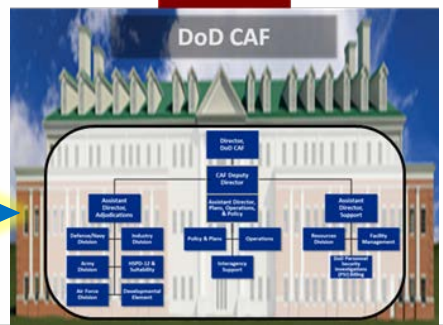 DoD CAF
Director,
DoD CAF
CAF Deputy
Director
Assistant
Director,
Adjudications
Assistant Director,
Plans, Operations,
& Policy
Assistant
Director,
Support
Defense/Navy
Division
Industry
Division
Policy & Plans
Operations
Resources
Division
Facility
Management
Army
Division
HSPD-12 &
Suitability
Interagency
Support
DoD Personnel
Security
Investigations
(PSI) Billing
Air Force
Division
Developmental
Element